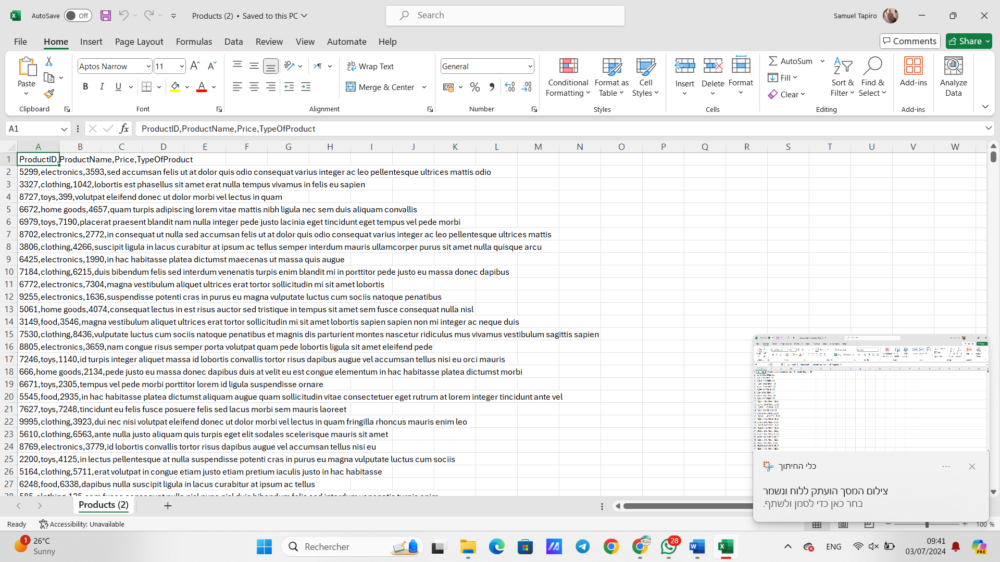 AutoSave Off Products (2) • Saved to this PC Search Samuel Tapiro
File Home Insert Page Layout Formulas Data Review View Automate Help Comments Share
Paste
Clipboard
Aptos Narrow 11
B I U
Font
Wrap Text
Merge & Center
Alignment
General
Number
Conditional Formatting
Format as Table
Cell Styles
Styles
Insert Delete Format
Cells
AutoSum
Fill
Clear
Sort & Filter
Find & Select
Editing
Add-ins
Add-ins
Analyze Data
A1 fx ProductID,ProductName,Price,TypeOfProduct
A B C D E F G H I J K L M N O P Q R S T U V W
1 ProductID,ProductName,Price,TypeOfProduct
2 5299,electronics,3593,sed accumsan felis ut at dolor quis odio consequat varius integer ac leo pellentesque ultrices mattis odio
3 3327,clothing,1042,lobortis est phasellus sit amet erat nulla tempus vivamus in felis eu sapien
4 8727,toys,399,volutpat eleifend donec ut dolor morbi vel lectus in quam
5 6672,home goods,4657,quam turpis adipiscing lorem vitae mattis nibh ligula nec sem duis aliquam convallis
6 6979,toys,7190,placerat praesent blandit nam nulla integer pede justo lacinia eget tincidunt eget tempus vel pede morbi
7 8702,electronics,2772,in consequat ut nulla sed accumsan felis ut at dolor quis odio consequat varius integer ac leo pellentesque ultrices mattis
8 3806,clothing,4266,suscipit ligula in lacus curabitur at ipsum ac tellus semper interdum mauris ullamcorper purus sit amet nulla quisque arcu
9 6425,electronics,1990,in hac habitasse platea dictumst maecenas ut massa quis augue
10 7184,clothing,6215,duis bibendum felis sed interdum venenatis turpis enim blandit mi in porttitor pede justo eu massa donec dapibus
11 6772,electronics,7304,magna vestibulum aliquet ultrices erat tortor sollicitudin mi sit amet lobortis
12 9255,electronics,1636,suspendisse potenti cras in purus eu magna vulputate luctus cum sociis natoque penatibus
13 5061,home goods,4074,consequat lectus in est risus auctor sed tristique in tempus sit amet sem fusce consequat nulla nisl
14 3149,food,3546,magna vestibulum aliquet ultrices erat tortor sollicitudin mi sit amet lobortis sapien sapien non mi integer ac neque duis
15 7530,clothing,8436,vulputate luctus cum sociis natoque penatibus et magnis dis parturient montes nascetur ridiculus mus vivamus vestibulum sagittis sapien
16 8805,electronics,3659,nam congue risus semper porta volutpat quam pede lobortis ligula sit amet eleifend pede
17 7246,toys,1140,id turpis integer aliquet massa id lobortis convallis tortor risus dapibus augue vel accumsan tellus nisi eu orci mauris
18 666,home goods,2134,pede justo eu massa donec dapibus duis at velit eu est congue elementum in hac habitasse platea dictumst morbi
19 6671,toys,2305,tempus vel pede morbi porttitor lorem id ligula suspendisse ornare
20 5545,food,2935,in hac habitasse platea dictumst aliquam augue quam sollicitudin vitae consectetuer eget rutrum at lorem integer tincidunt ante vel
21 7627,toys,7248,tincidunt eu felis fusce posuere felis sed lacus morbi sem mauris laoreet
22 9995,clothing,3923,dui nec nisi volutpat eleifend donec ut dolor morbi vel lectus in quam fringilla rhoncus mauris enim leo
23 5610,clothing,6563,ante nulla justo aliquam quis turpis eget elit sodales scelerisque mauris sit amet
24 8769,electronics,3779,id lobortis convallis tortor risus dapibus augue vel accumsan tellus nisi eu
25 2200,toys,4125,in lectus pellentesque at nulla suspendisse potenti cras in purus eu magna vulputate luctus cum sociis
26 5164,clothing,5711,erat volutpat in congue etiam justo etiam pretium iaculis justo in hac habitasse
27 6248,food,6338,dapibus nulla suscipit ligula in lacus curabitur at ipsum ac tellus
כלי החיתוך
צילום המסך הועתק ללוח ונשמר
בחר כאן כדי לסמן ולשתף.
Products (2)
Ready Accessibility: Unavailable 100 %
1 26°C
Sunny
Rechercher
28
ENG
09:41
03/07/2024
PRE